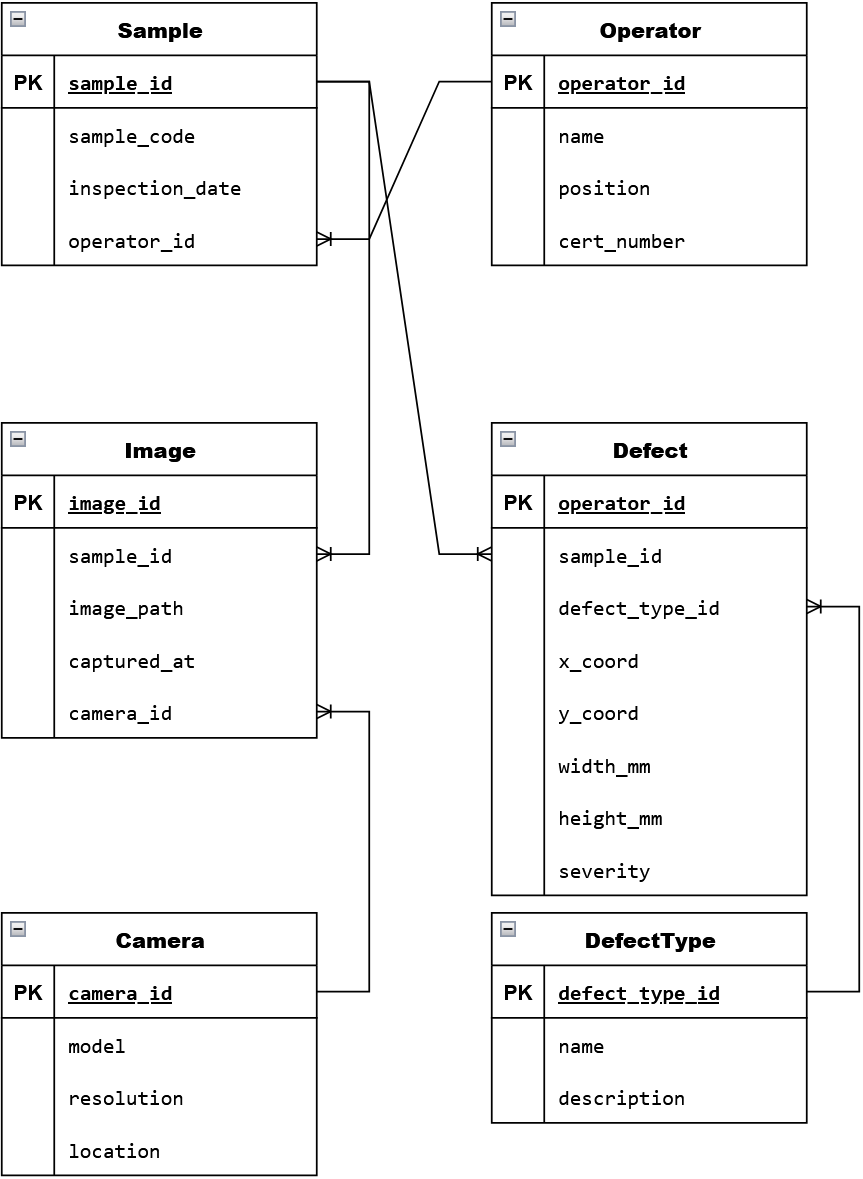 Sample
PK sample_id
sample_code
inspection_date
operator_id
Operator
PK operator_id
name
position
cert_number
Image
PK image_id
sample_id
image_path
captured_at
camera_id
Defect
PK operator_id
sample_id
defect_type_id
x_coord
y_coord
width_mm
height_mm
severity
Camera
PK camera_id
model
resolution
location
DefectType
PK defect_type_id
name
description